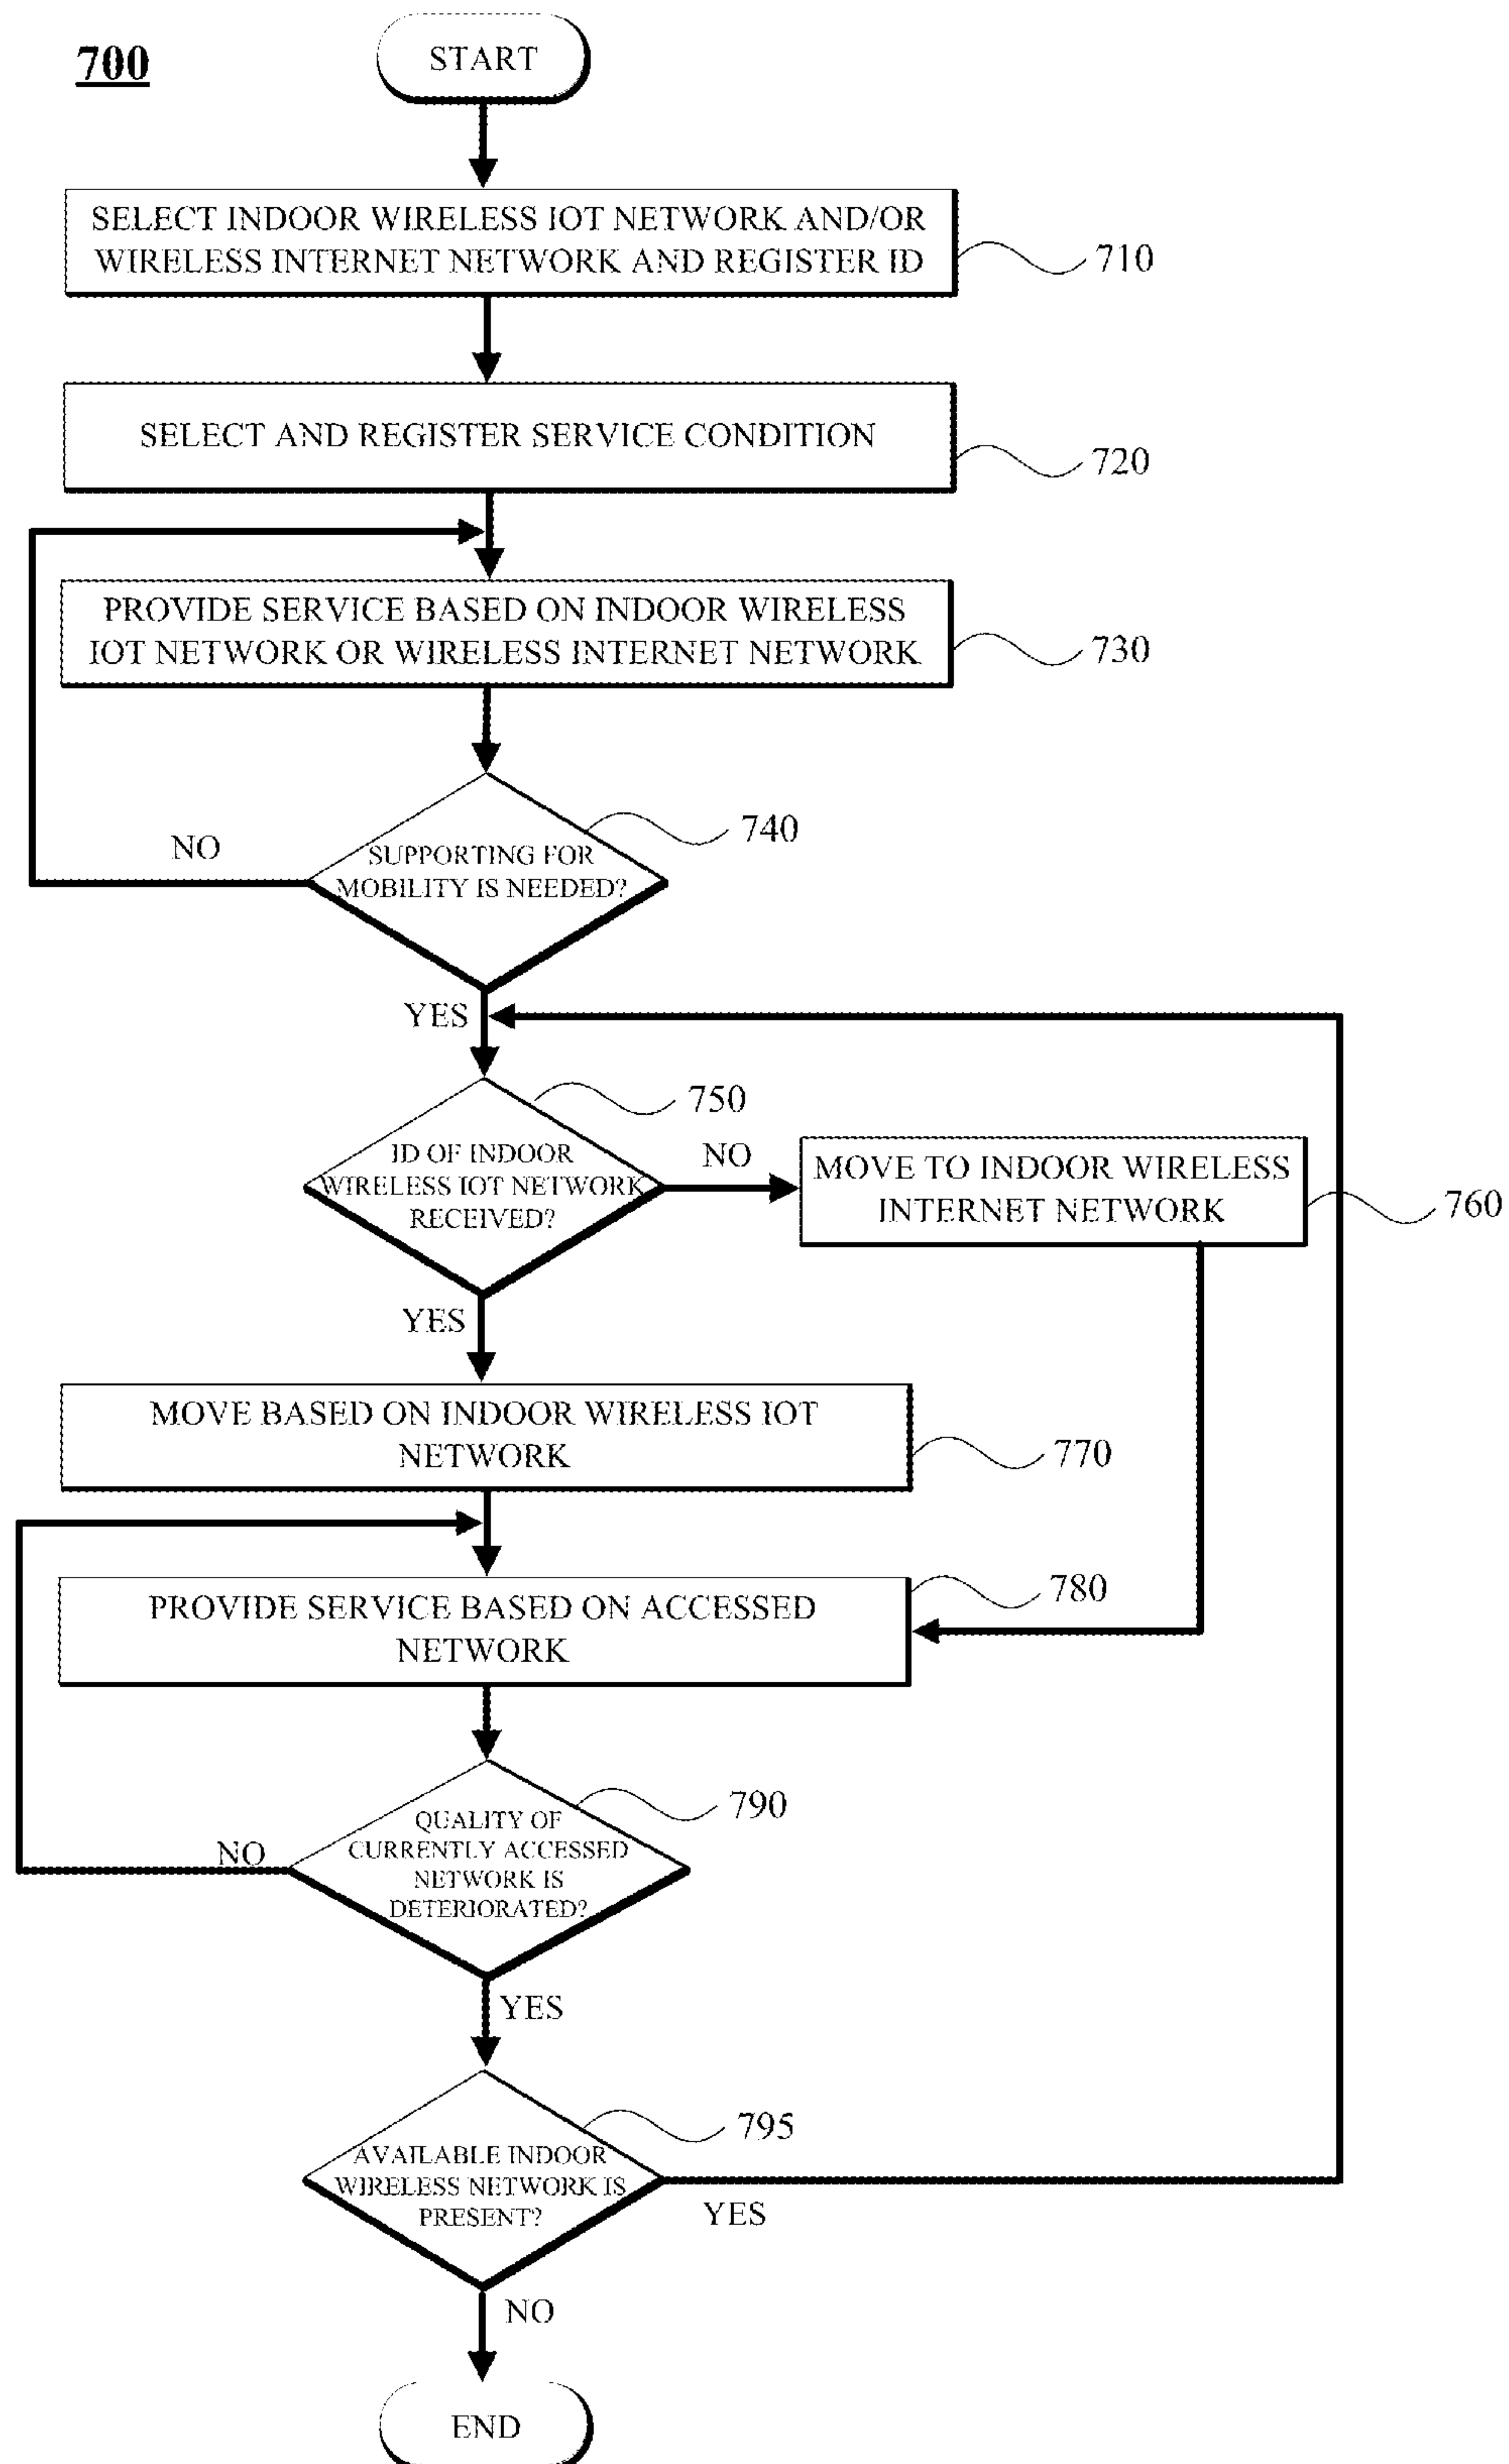 700
START
SELECT INDOOR WIRELESS IOT NETWORK AND/OR
WIRELESS INTERNET NETWORK AND REGISTER ID
710
SELECT AND REGISTER SERVICE CONDITION
720
PROVIDE SERVICE BASED ON INDOOR WIRELESS
IOT NETWORK OR WIRELESS INTERNET NETWORK
730
740
NO
SUPPORTING FOR
MOBILITY IS NEEDED?
YES
750
ID OF INDOOR
WIRELESS IOT NETWORK
RECEIVED?
NO
MOVE TO INDOOR WIRELESS
INTERNET NETWORK
760
YES
MOVE BASED ON INDOOR WIRELESS IOT
NETWORK
770
780
PROVIDE SERVICE BASED ON ACCESSED
NETWORK
790
QUALITY OF
CURRENTLY ACCESSED
NETWORK IS
DETERIORATED?
NO
YES
795
AVAILABLE INDOOR
WIRELESS NETWORK IS
PRESENT?
YES
NO
END